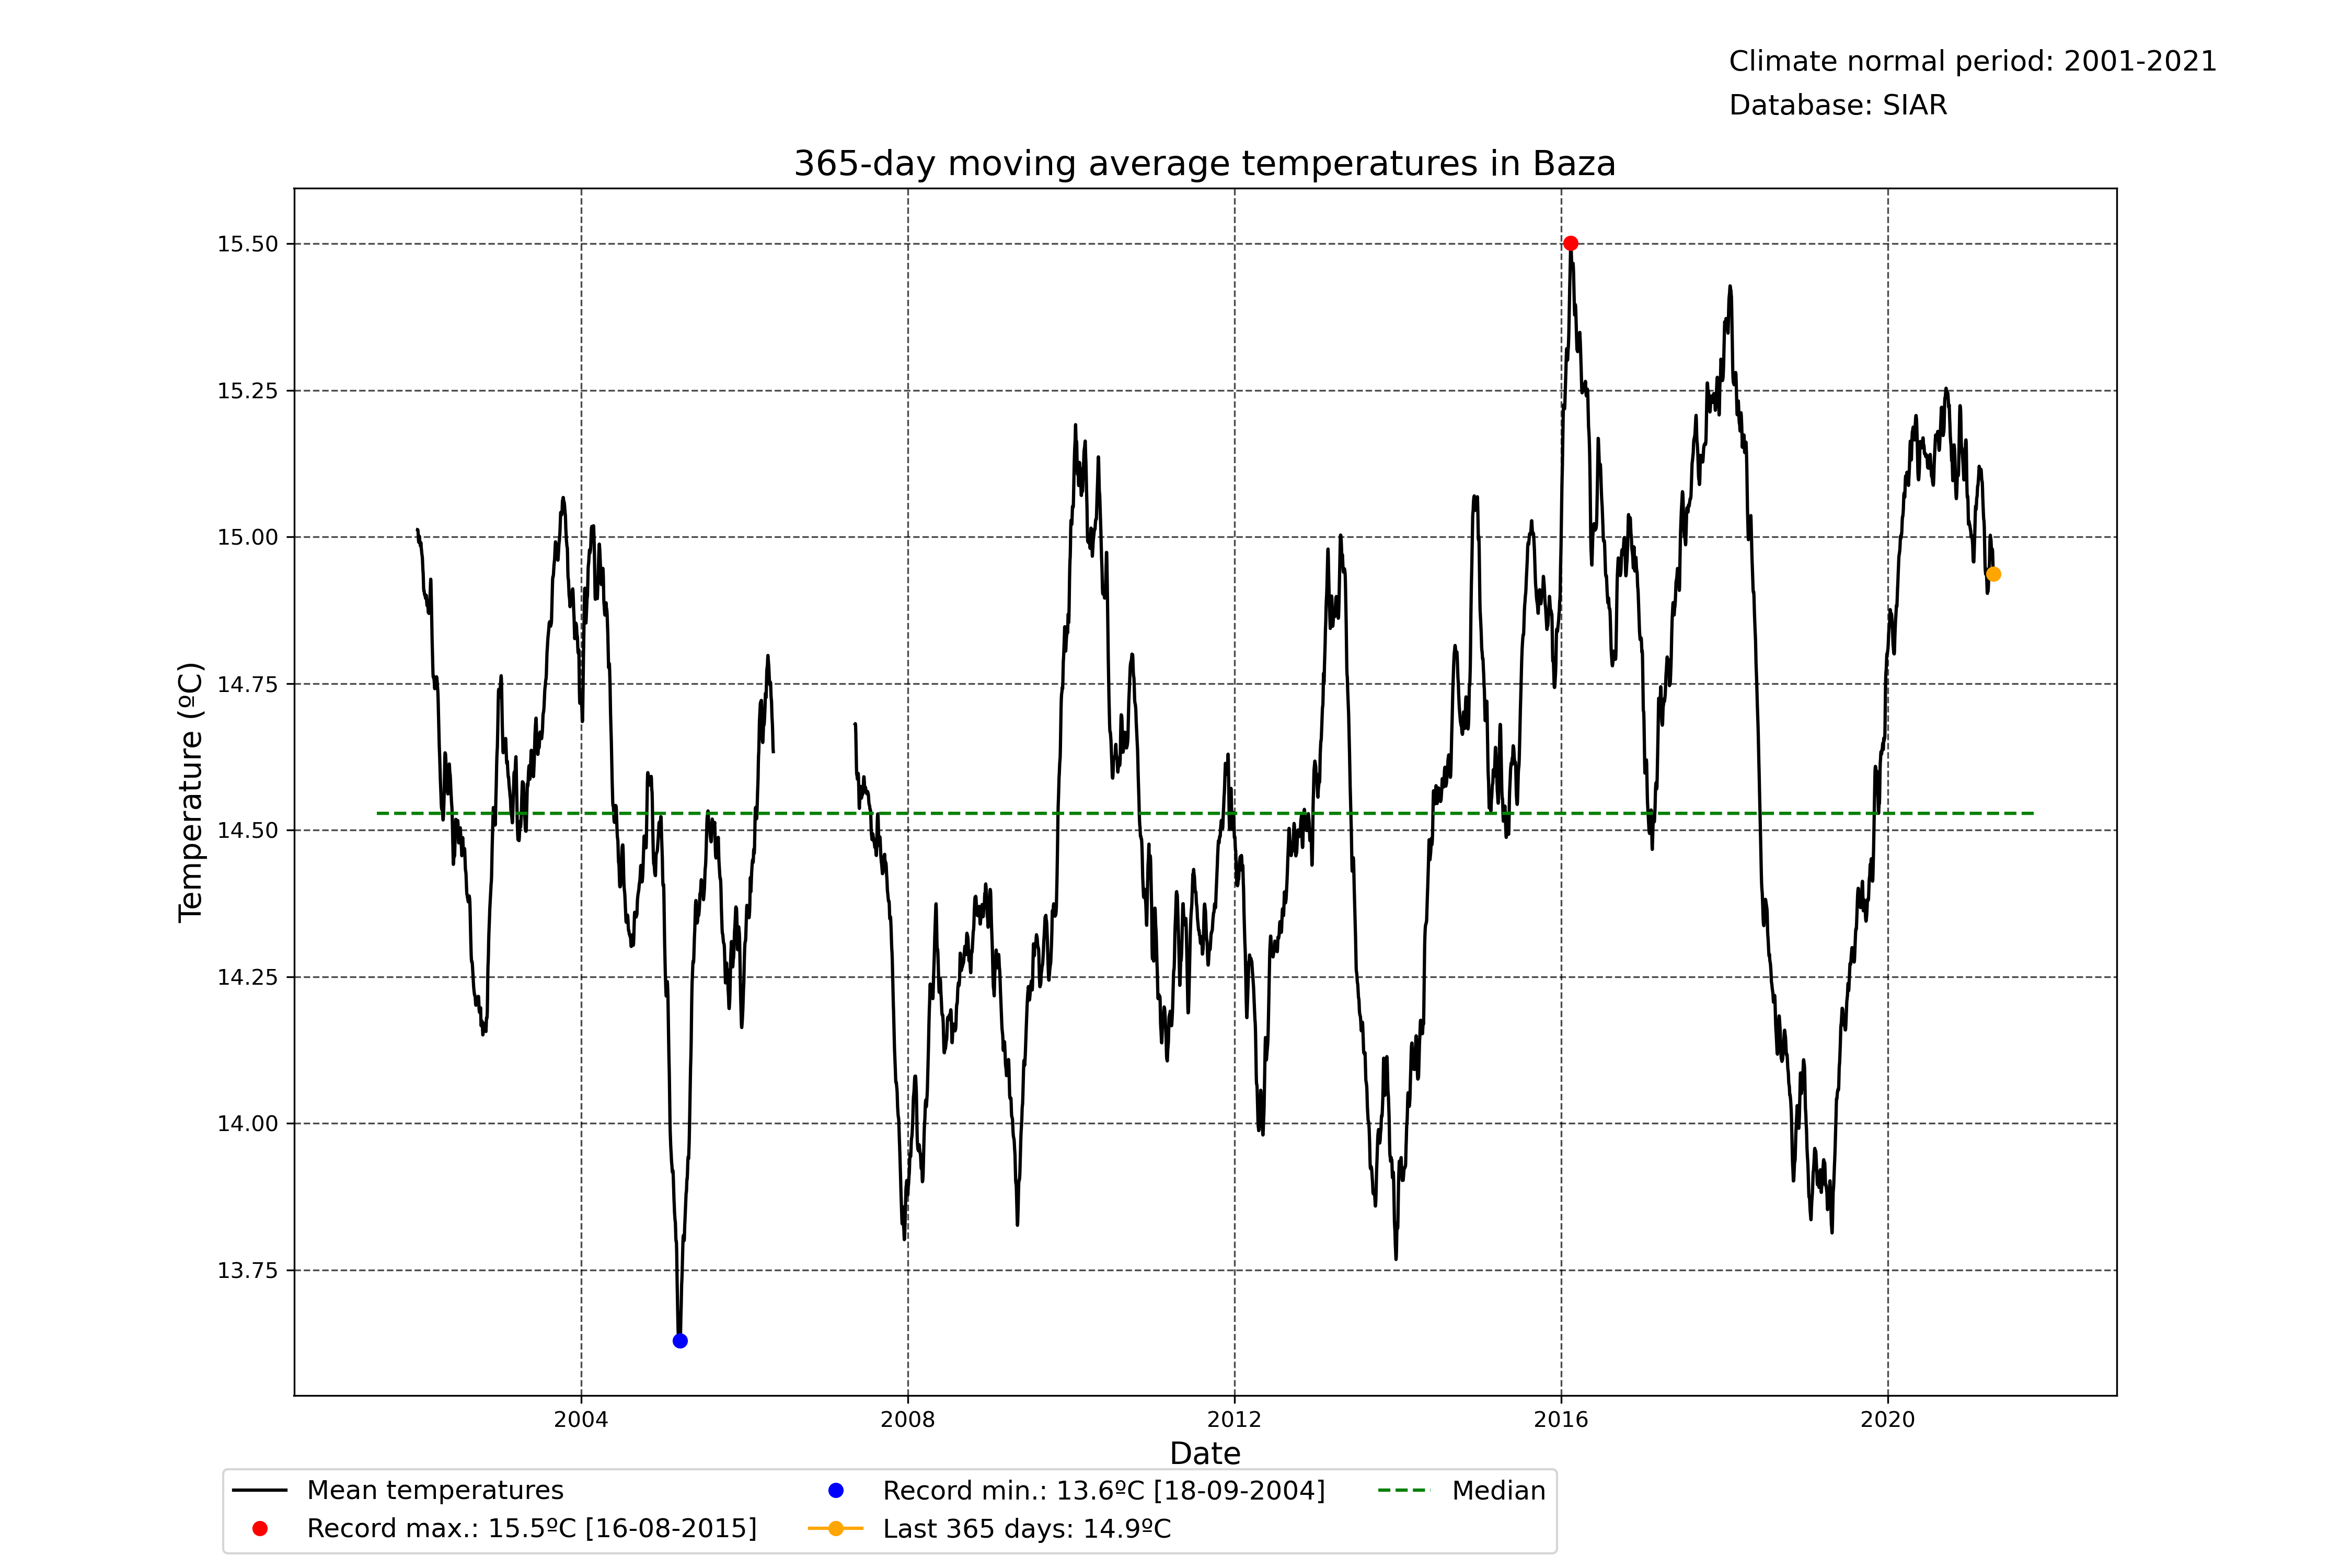 Climate normal period: 2001-2021
Database: SIAR
365-day moving average temperatures in Baza
Temperature (ºC)
15.50
15.25
15.00
14.75
14.50
14.25
14.00
13.75
2004 2008 2012 2016 2020
Date
Mean temperatures
Record max.: 15.5ºC [16-08-2015]
Record min.: 13.6ºC [18-09-2004]
Last 365 days: 14.9ºC
Median